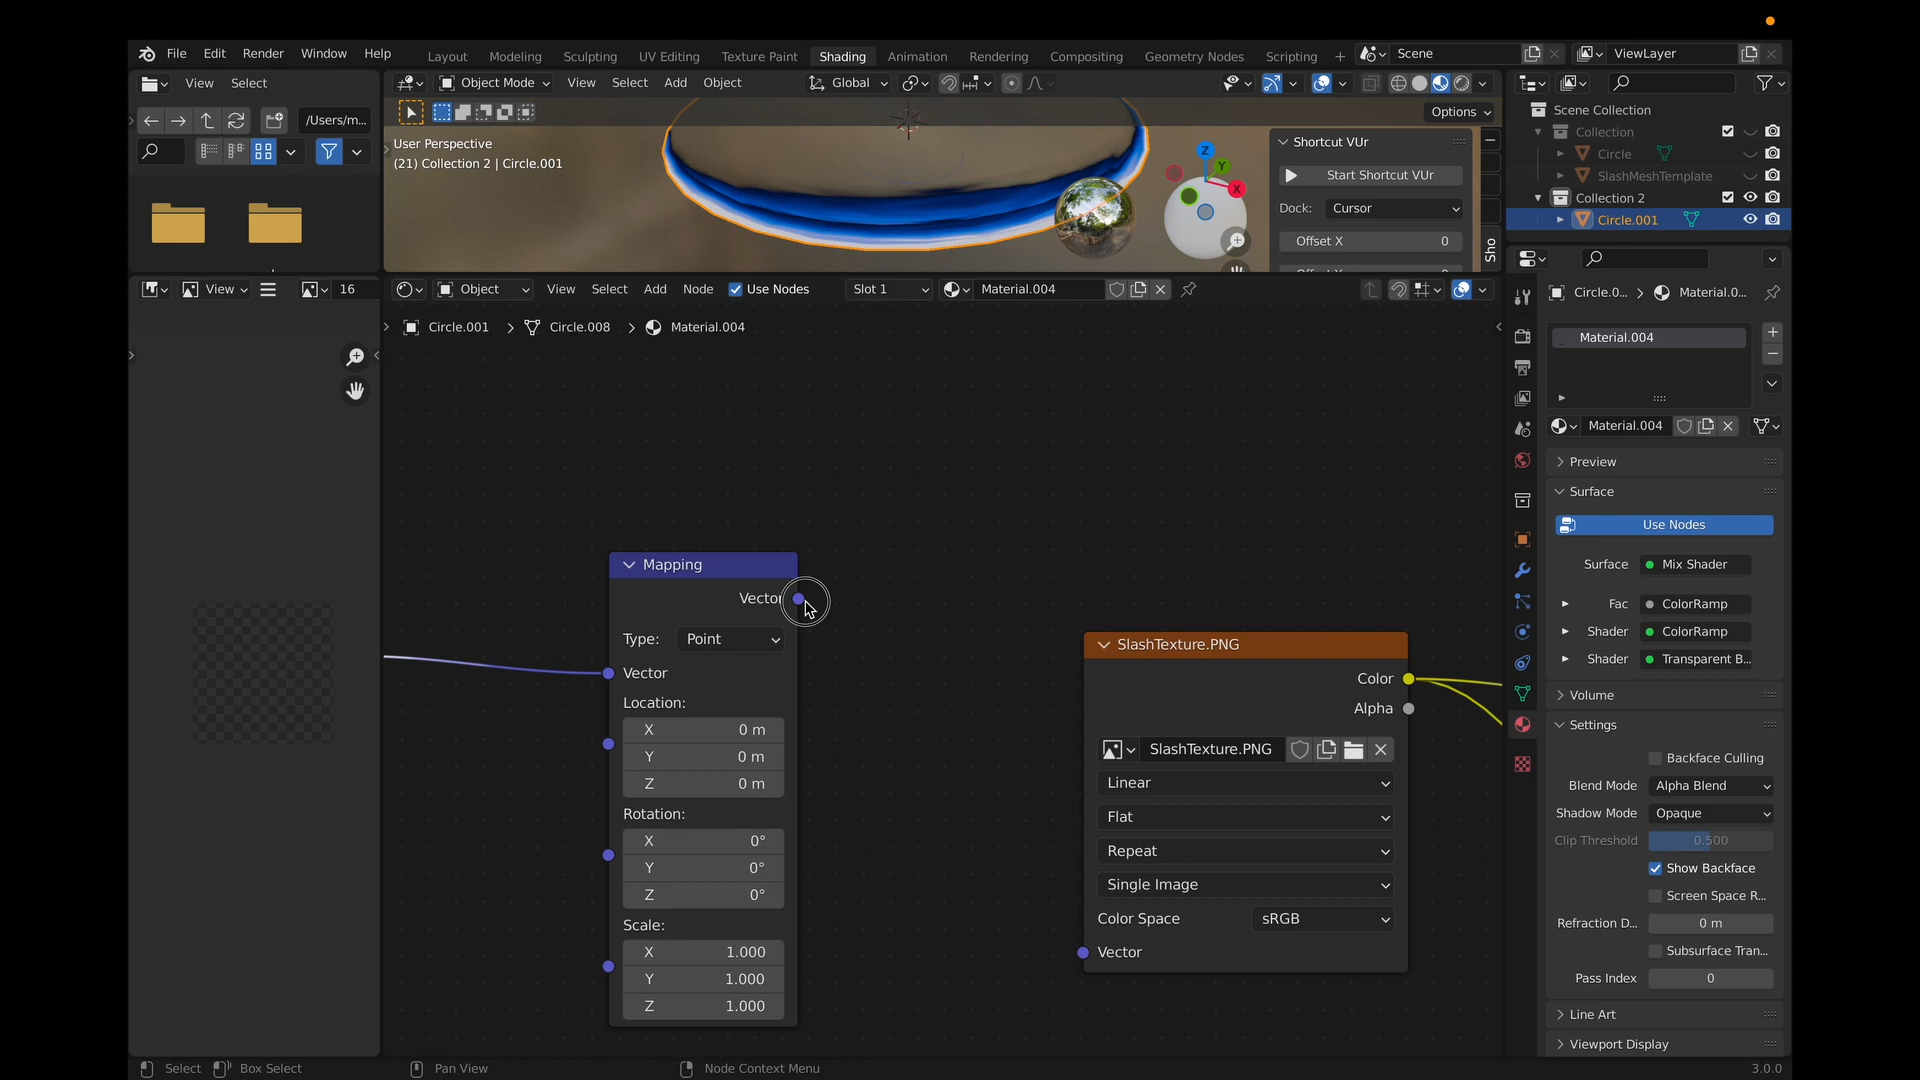 File Edit Render Window Help
Layout Modeling Sculpting UV Editing Texture Paint Shading Animation Rendering Compositing Geometry Nodes Scripting +
Scene
ViewLayer
View Select
Object Mode View Select Add Object
Global
/Users/m...
Options
User Perspective
(21) Collection 2 | Circle.001
Z
Y
X
Shortcut VUr
Start Shortcut VUr
Dock: Cursor
Offset X 0
Sho
Scene Collection
Collection
Circle
SlashMeshTemplate
Collection 2
Circle.001
View
16
Object View Select Add Node Use Nodes Slot 1 Material.004
Circle.001 > Circle.008 > Material.004
Mapping
Vector
Type: Point
Vector
Location:
X 0 m
Y 0 m
Z 0 m
Rotation:
X 0°
Y 0°
Z 0°
Scale:
X 1.000
Y 1.000
Z 1.000
SlashTexture.PNG
Color
Alpha
SlashTexture.PNG
Linear
Flat
Repeat
Single Image
Color Space sRGB
Vector
Circle.0... > Material.0...
Material.004
Material.004
Preview
Surface
Use Nodes
Surface Mix Shader
Fac ColorRamp
Shader ColorRamp
Shader Transparent B...
Volume
Settings
Backface Culling
Blend Mode Alpha Blend
Shadow Mode Opaque
Clip Threshold 0.500
Show Backface
Screen Space R...
Refraction D... 0 m
Subsurface Tran...
Pass Index 0
Line Art
Viewport Display
Select Box Select Pan View Node Context Menu 3.0.0